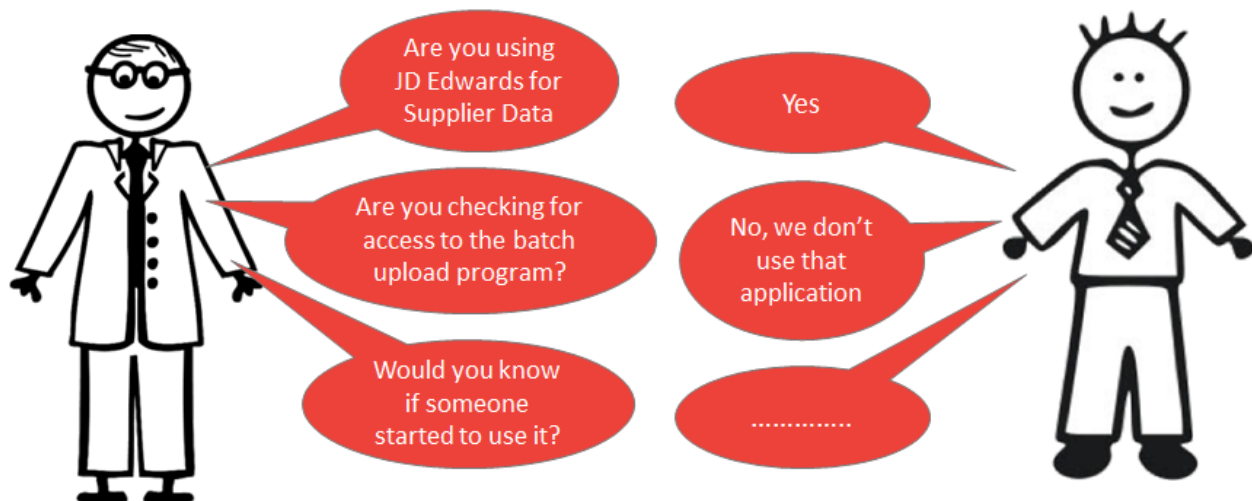 Are you using
JD Edwards for
Supplier Data
Yes
Are you checking for
access to the batch
upload program?
No, we don’t
use that
application
Would you know
if someone
started to use it?
…………..